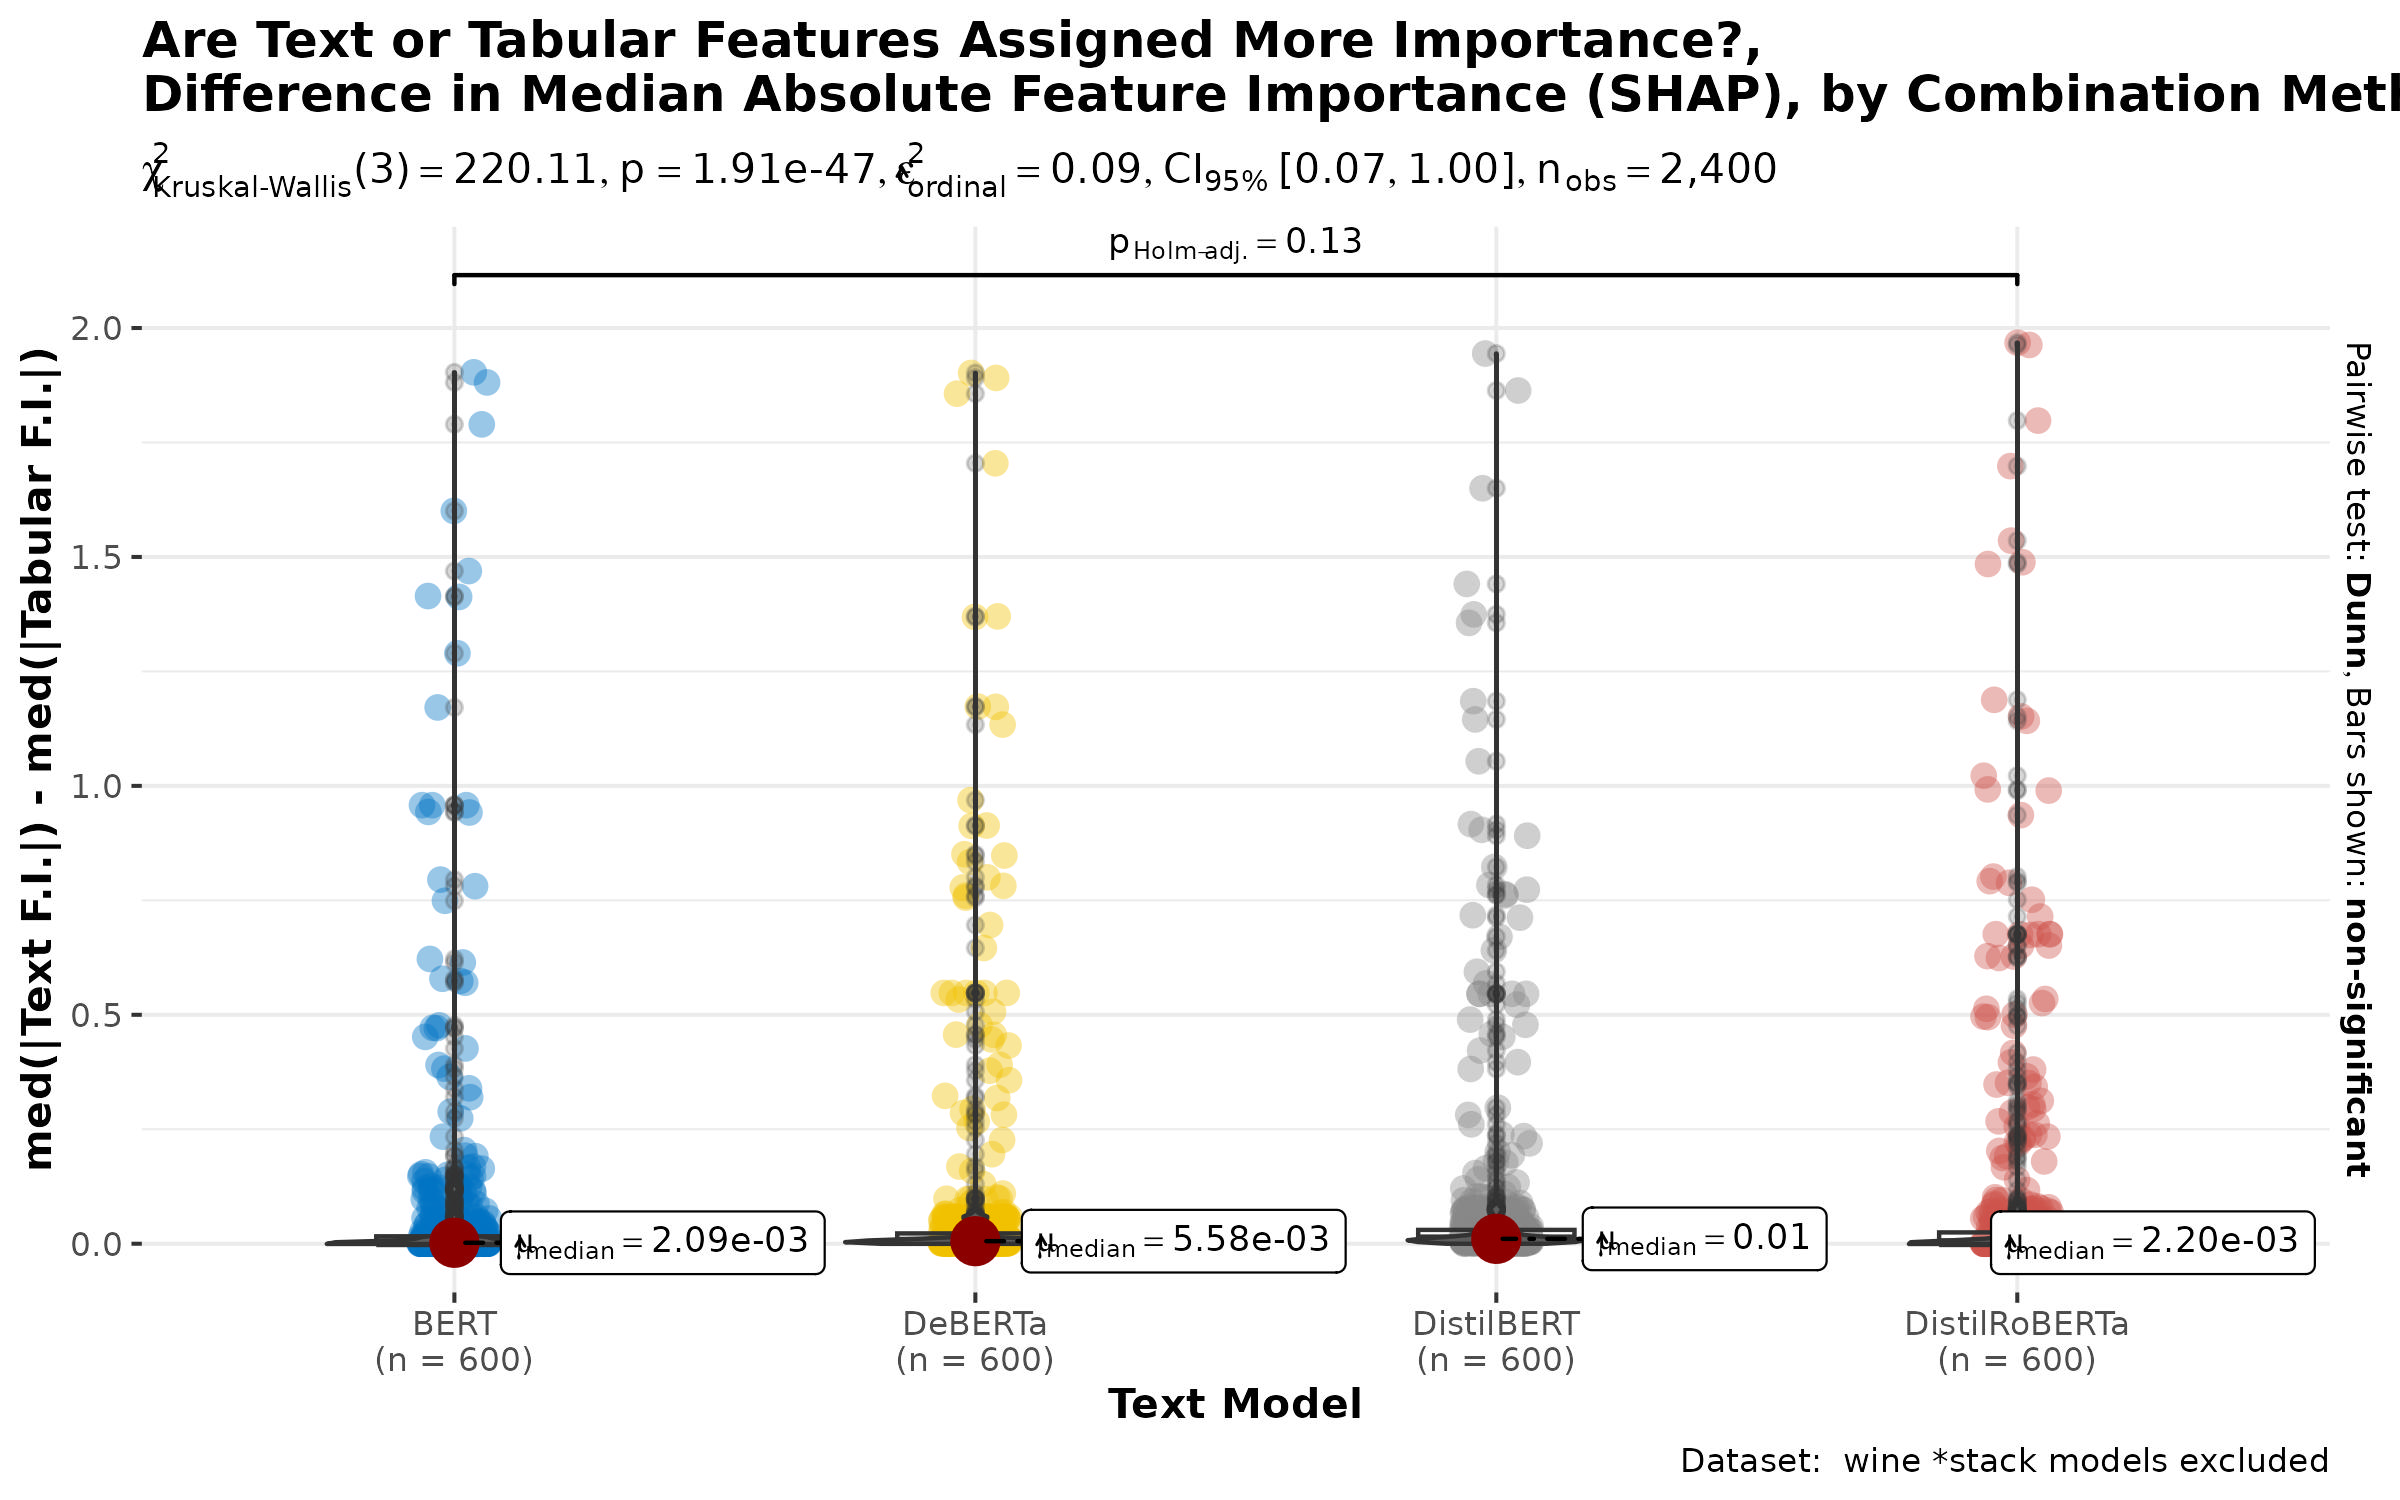 Are Text or Tabular Features Assigned More Importance?,
Difference in Median Absolute Feature Importance (SHAP), by Combination Meth
χ²Kruskal-Wallis(3) = 220.11, p = 1.91e-47, ε²ordinal = 0.09, CI95% [0.07, 1.00], nobs = 2,400
pHolm-adj. = 0.13
med(|Text F.I.|) - med(|Tabular F.I.|)
2.0
1.5
1.0
0.5
0.0
μ̂median = 2.09e-03
μ̂median = 5.58e-03
μ̂median = 0.01
μ̂median = 2.20e-03
Pairwise test: Dunn, Bars shown: non-significant
BERT
(n = 600)
DeBERTa
(n = 600)
DistilBERT
(n = 600)
DistilRoBERTa
(n = 600)
Text Model
Dataset:  wine *stack models excluded